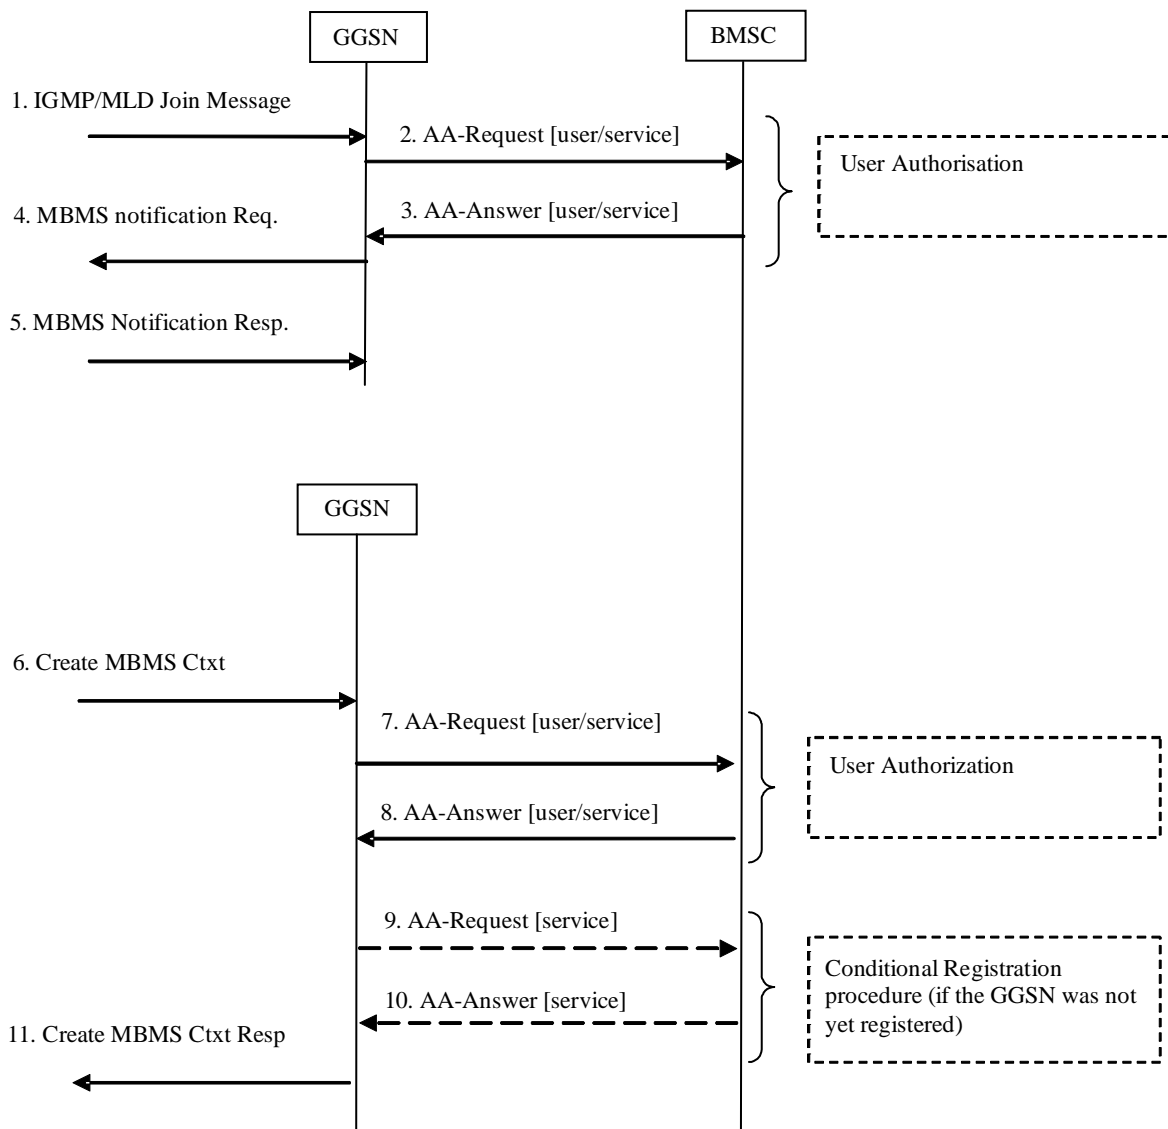 GGSN
BMSC
1. IGMP/MLD Join Message
2. AA-Request [user/service]
User Authorisation
3. AA-Answer [user/service]
4. MBMS notification Req.
5. MBMS Notification Resp.
GGSN
6. Create MBMS Ctxt
7. AA-Request [user/service]
User Authorization
8. AA-Answer [user/service]
9. AA-Request [service]
Conditional Registration
procedure (if the GGSN was not
yet registered)
10. AA-Answer [service]
11. Create MBMS Ctxt Resp